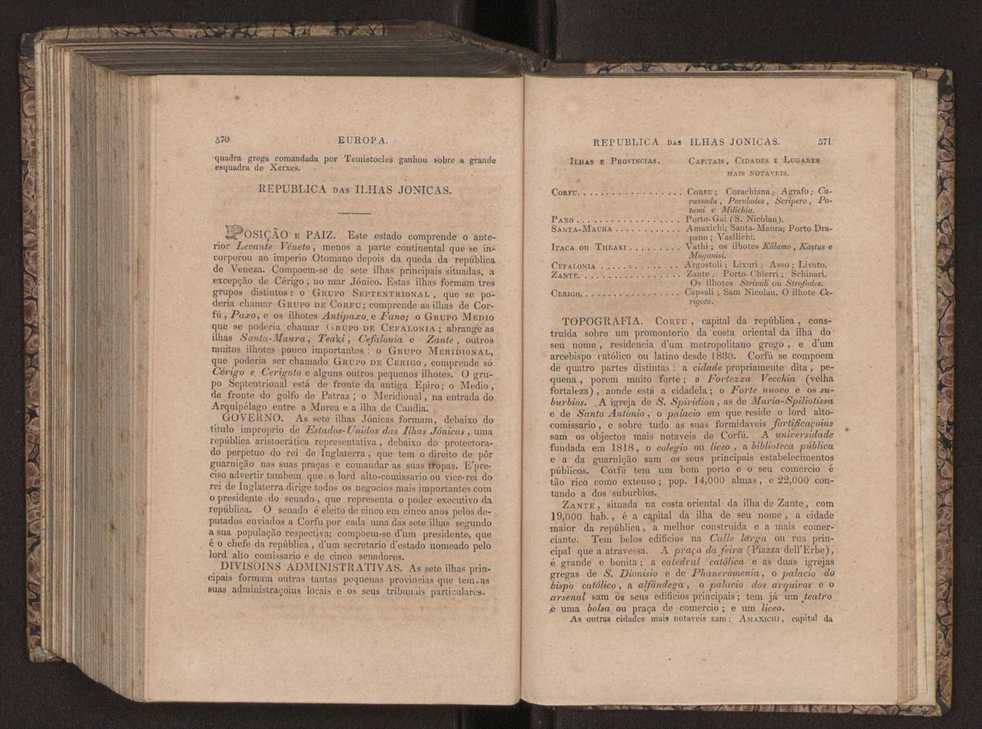 570 EUROPA.
quadra grega comandada por Temistocles ganhou sobre a grande
esquadra de Xerxes.
REPUBLICA DAS ILHAS JONICAS.
POSIÇÃO E PAIZ. Este estado comprende o ante-
rior Levante Véneto, menos a parte continental que se in-
corporou ao imperio Otomano depois da queda da república
de Veneza. Compoem-se de sete ilhas principais situadas, a
excepção de Cérigo, no mar Jónico. Estas ilhas formam tres
grupos distintos: o GRUPO SEPTENTRIONAL, que se po-
deria chamar GRUPO DE CORFU; comprende as ilhas de Cor-
fú, Paxo, e os ilhotes Antipaxo, e Fano; o GRUPO MEDIO
que se poderia chamar GRUPO DE CEFALONIA; abrange as
ilhas Santa-Maura, Teaki, Cefalonia e Zante, outros
muitos ilhotes pouco importantes: o GRUPO MERIDIONAL,
que poderia ser chamado GRUPO DE CERIGO, comprende só
Cérigo e Cerigoto e alguns outros pequenos ilhotes. O gru-
po Septentrional está de fronte da antiga Epiro; o Medio,
de fronte do golfo de Patraz; o Meridional, na entrada do
Arquipélago entre a Morea e a ilha de Candia.
GOVERNO. As sete ilhas Jónicas formam, debaixo do
titulo improprio de Estados-Unidos das Ilhas Jónicas, uma
república aristocrática representativa, debaixo do protectora-
do perpetuo do rei de Inglaterra, que tem o direito de pôr
guarnição nas suas praças e comandar as suas tropas. E'pre-
ciso advertir tambem que o lord alto-comissario ou vice-rei do
rei de Inglaterra dirige todos os negocios mais importantes com
o presidente do senado, que representa o poder executivo da
república. O senado é eleito de cinco em cinco anos pelos de-
putados enviados a Corfu por cada uma das sete ilhas segundo
a sua população respectiva; compoem-se d'um presidente, que
é o chefe da república, d'um secretario d'estado nomeado pelo
lord alto comissario e de cinco senadores.
DIVISOINS ADMINISTRATIVAS. As sete ilhas prin-
cipais formam outras tantas pequenas provincias que tem as
suas administraçoins locais e os seus tribunais particulares.
REPUBLICA DAS ILHAS JONICAS. 571
ILHAS E PROVINCIAS. CAPITAIS, CIDADES E LUGARES
MAIS NOTAVEIS.
CORFU. . . . . . . . . . . . . . . . CORFU; Corachiana; Agrafo; Ca-
russada, Perulades, Scripero, Po-
tami e Milichia.
PAXO . . . . . . . . . . . . . . . . Porto-Gai (S. Nicolau).
SANTA-MAURA . . . . . . . . . . . Amaxichi; Santa-Maura; Porto Dra-
pano; Vasilichi.
ITACA OU THEAKI . . . . . . . . . Vathi; os ilhotes Kálamo, Kastus e
Meganisi.
CEFALONIA . . . . . . . . . . . . . Argostoli; Lixuri; Asso; Livato.
ZANTE. . . . . . . . . . . . . . . . Zante; Porto-Chierri; Schinari.
Os ilhotes Strivali ou Strofades.
CERIGO. . . . . . . . . . . . . . . . Capsali; Sam Nicolau. O ilhote Ce-
rigoto.
TOPOGRAFIA. CORFU, capital da república, cons-
truida sobre um promontorio da costa oriental da ilha do
seu nome, residencia d'um metropolitano grego, e d'um
arcebispo católico ou latino desde 1830. Corfú se compoem
de quatro partes distintas: a cidade propriamente dita, pe-
quena, porem muito forte; a Fortezza Vecchia (velha
fortaleza), aonde está a cidadela; o Forte nuovo e os su-
burbios. A igreja de S. Spiridion, as de Maria-Spiliotissa
e de Santo António, o palacio em que reside o lord alto-
comissario, e sobre tudo as suas formidaveis fortificaçoins
sam os objectos mais notaveis de Corfú. A universidade
fundada em 1818, o colegio ou liceo, a biblioteca pública
e a da guarnição sam os seus principais estabelecimentos
públicos. Corfú tem um bom porto e o seu comercio é
tão rico como extenso; pop. 14,000 almas, e 22,000 con-
tando a dos suburbios.
ZANTE, situada na costa oriental da ilha de Zante, com
19,000 hab., é a capital da ilha de seu nome, a cidade
maior da república, a melhor construida e a mais comer-
ciante. Tem belos edificios na Calle larga ou rua prin-
cipal que a atravessa. A praça da feira (Piazza dell'Erbe),
é grande e bonita; a catedral católica e as duas igrejas
gregas de S. Dionisio e de Phaneromenia, o palacio do
bispo católico, a alfândega, o palacio dos arquivos e o
arsenal sam os seus edificios principais; tem já um teatro
e uma bolsa ou praça de comercio; e um liceo.
As outras cidades mais notaveis sam: AMAXICHI, capital da